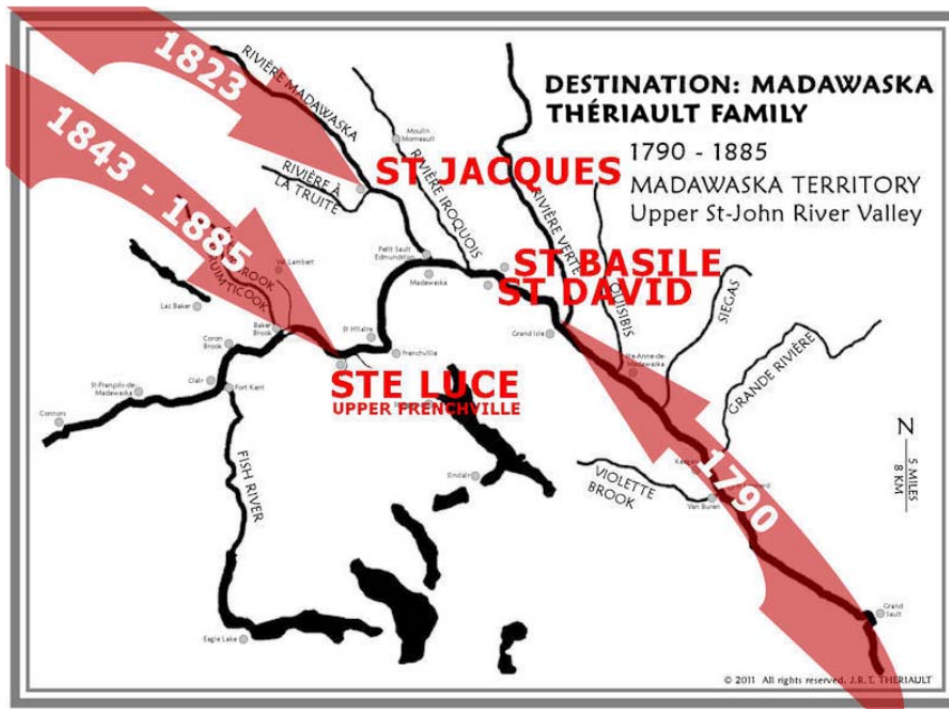 1823
1843 - 1885
1790
DESTINATION: MADAWASKA
THÉRIAULT FAMILY
1790 - 1885
MADAWASKA TERRITORY
Upper St-John River Valley
RIVIÈRE MADAWASKA
Moulin
Morneault
RIVIÈRE À
LA TRUITE
ST JACQUES
RIVIÈRE IROQUOIS
RIVIÈRE VERTE
Petit Sault
Edmundston
Madawaska
ST BASILE
ST DAVID
QUISIBIS
SIEGAS
GRANDE RIVIÈRE
Lambert
BROOK
Lac Baker
Baker
Brook
St Hilaire
Frenchville
Grand Isle
Ste-Anne-de-
Madawaska
Caron
Brook
Clair
Fort Kent
St-François-de-
Madawaska
Connors
STE LUCE
UPPER FRENCHVILLE
FISH RIVER
Sinclair
VIOLETTE
BROOK
Van Buren
N
5 MILES
8 KM
Grand
Sault
Eagle Lake
© 2011 All rights reserved. J.R.T. THERIAULT